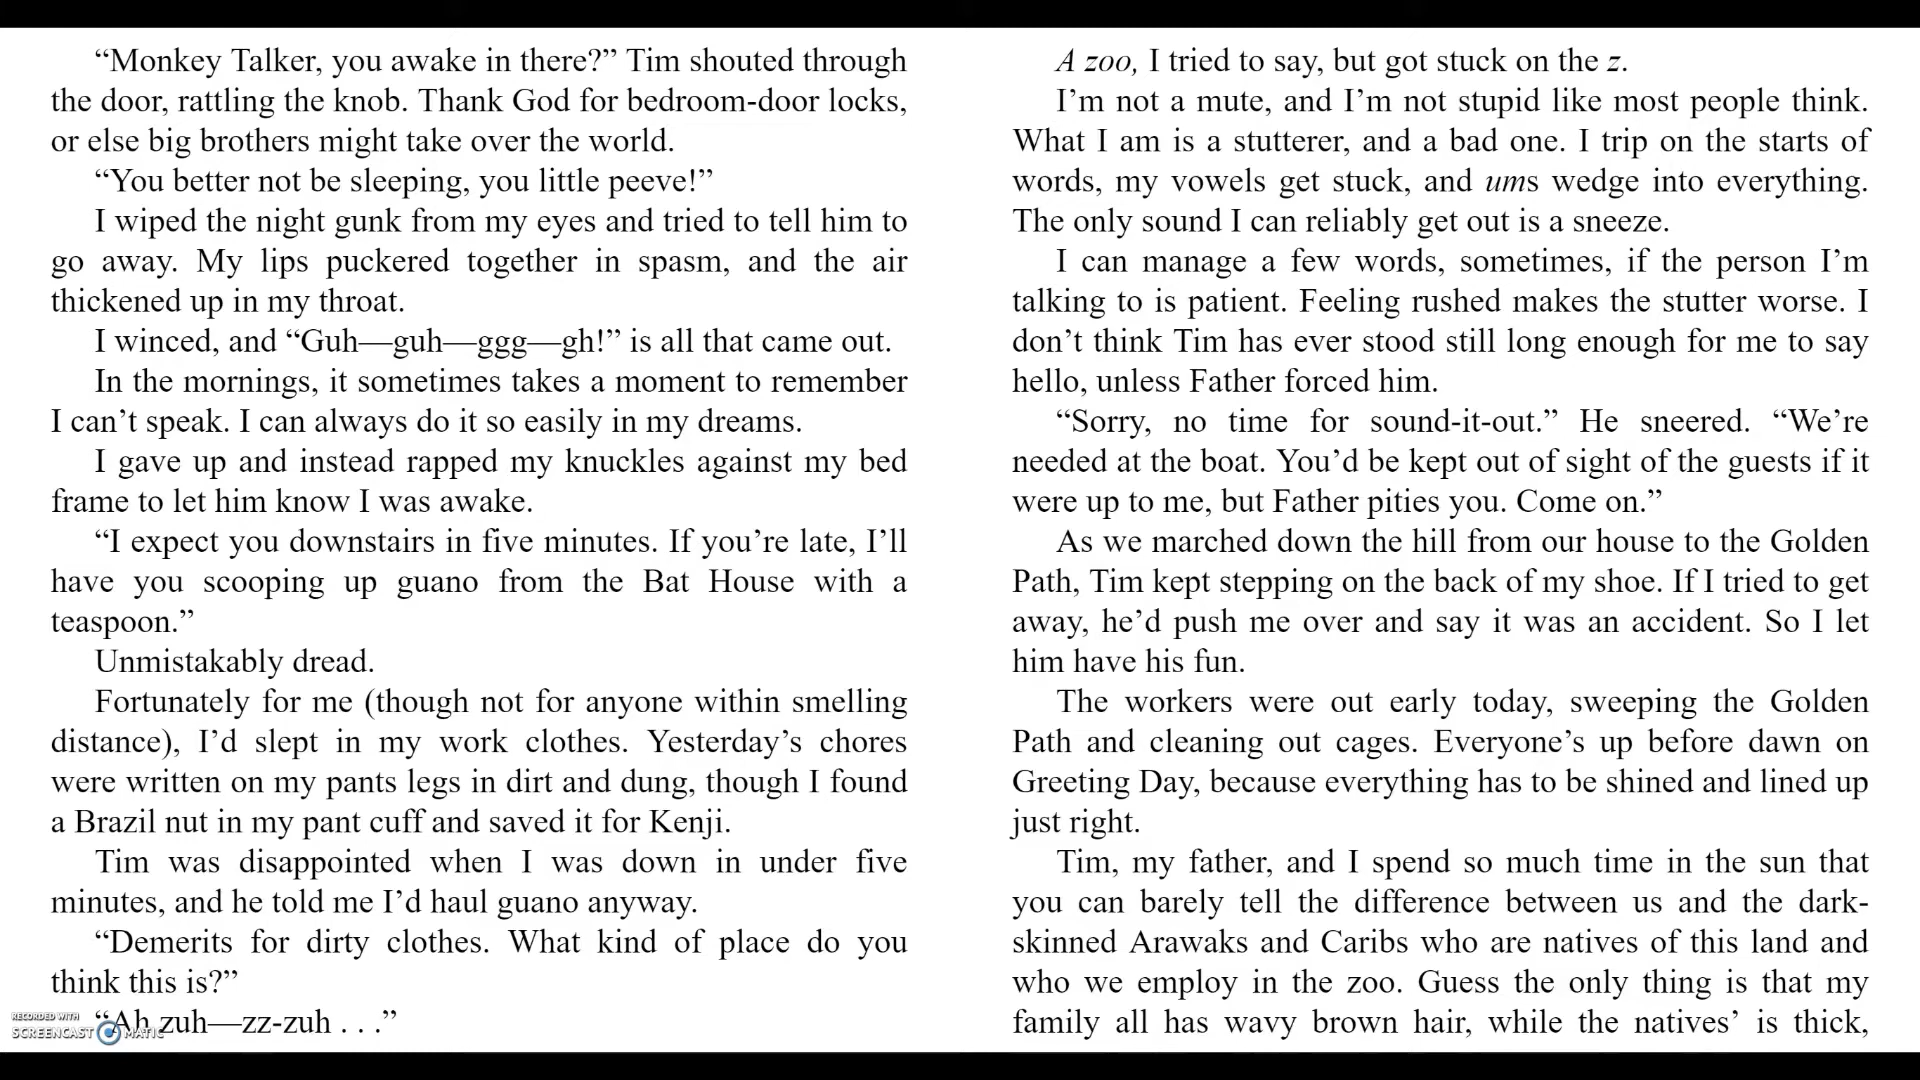 “Monkey Talker, you awake in there?” Tim shouted through
the door, rattling the knob. Thank God for bedroom-door locks,
or else big brothers might take over the world.
“You better not be sleeping, you little peeve!”
I wiped the night gunk from my eyes and tried to tell him to
go away. My lips puckered together in spasm, and the air
thickened up in my throat.
I winced, and “Guh—guh—ggg—gh!” is all that came out.
In the mornings, it sometimes takes a moment to remember
I can’t speak. I can always do it so easily in my dreams.
I gave up and instead rapped my knuckles against my bed
frame to let him know I was awake.
“I expect you downstairs in five minutes. If you’re late, I’ll
have you scooping up guano from the Bat House with a
teaspoon.”
Unmistakably dread.
Fortunately for me (though not for anyone within smelling
distance), I’d slept in my work clothes. Yesterday’s chores
were written on my pants legs in dirt and dung, though I found
a Brazil nut in my pant cuff and saved it for Kenji.
Tim was disappointed when I was down in under five
minutes, and he told me I’d haul guano anyway.
“Demerits for dirty clothes. What kind of place do you
think this is?”
“Ah zuh—zz-zuh . . .”
RECORDED WITH
SCREENCAST MATIC
A zoo, I tried to say, but got stuck on the z.
I’m not a mute, and I’m not stupid like most people think.
What I am is a stutterer, and a bad one. I trip on the starts of
words, my vowels get stuck, and ums wedge into everything.
The only sound I can reliably get out is a sneeze.
I can manage a few words, sometimes, if the person I’m
talking to is patient. Feeling rushed makes the stutter worse. I
don’t think Tim has ever stood still long enough for me to say
hello, unless Father forced him.
“Sorry, no time for sound-it-out.” He sneered. “We’re
needed at the boat. You’d be kept out of sight of the guests if it
were up to me, but Father pities you. Come on.”
As we marched down the hill from our house to the Golden
Path, Tim kept stepping on the back of my shoe. If I tried to get
away, he’d push me over and say it was an accident. So I let
him have his fun.
The workers were out early today, sweeping the Golden
Path and cleaning out cages. Everyone’s up before dawn on
Greeting Day, because everything has to be shined and lined up
just right.
Tim, my father, and I spend so much time in the sun that
you can barely tell the difference between us and the dark-
skinned Arawaks and Caribs who are natives of this land and
who we employ in the zoo. Guess the only thing is that my
family all has wavy brown hair, while the natives’ is thick,